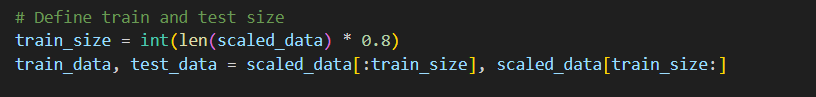 # Define train and test size
train_size = int(len(scaled_data) * 0.8)
train_data, test_data = scaled_data[:train_size], scaled_data[train_size:]